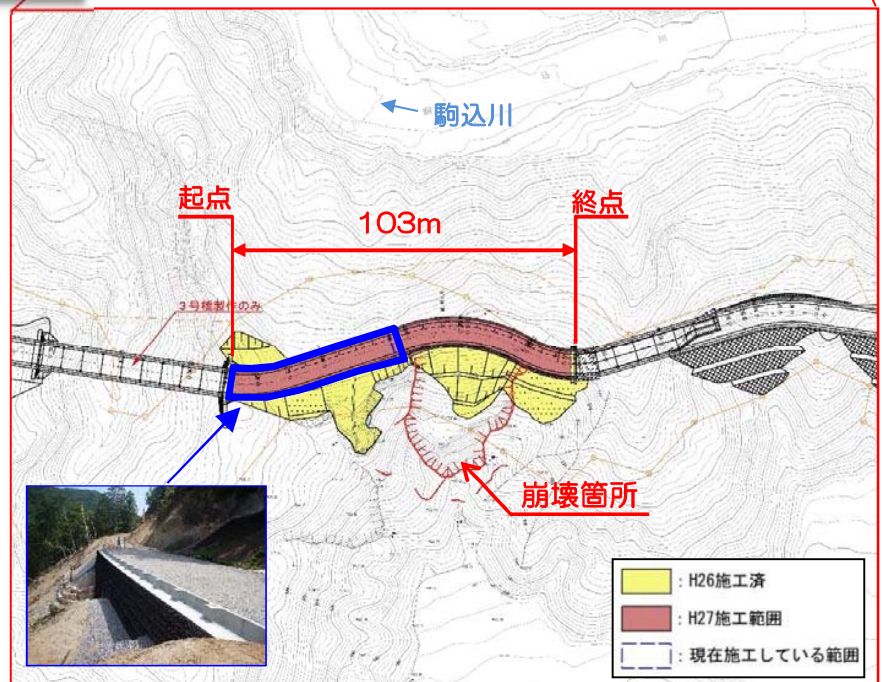 駒込川
起点
終点
103m
3号橋製作のみ
崩壊箇所
：H26施工済
：H27施工範囲
：現在施工している範囲